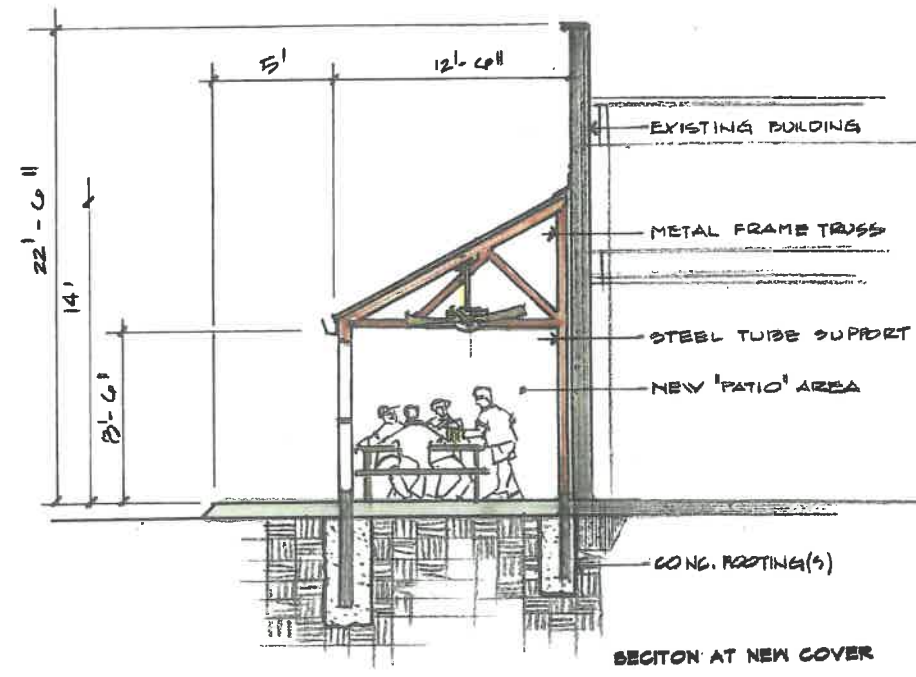 5'
12'-6"
22'-6"
14'
8'-6"
EXISTING BUILDING
METAL FRAME TRUSS
STEEL TUBE SUPPORT
NEW "PATIO" AREA
CONC. FOOTING(S)
SECITON AT NEW COVER